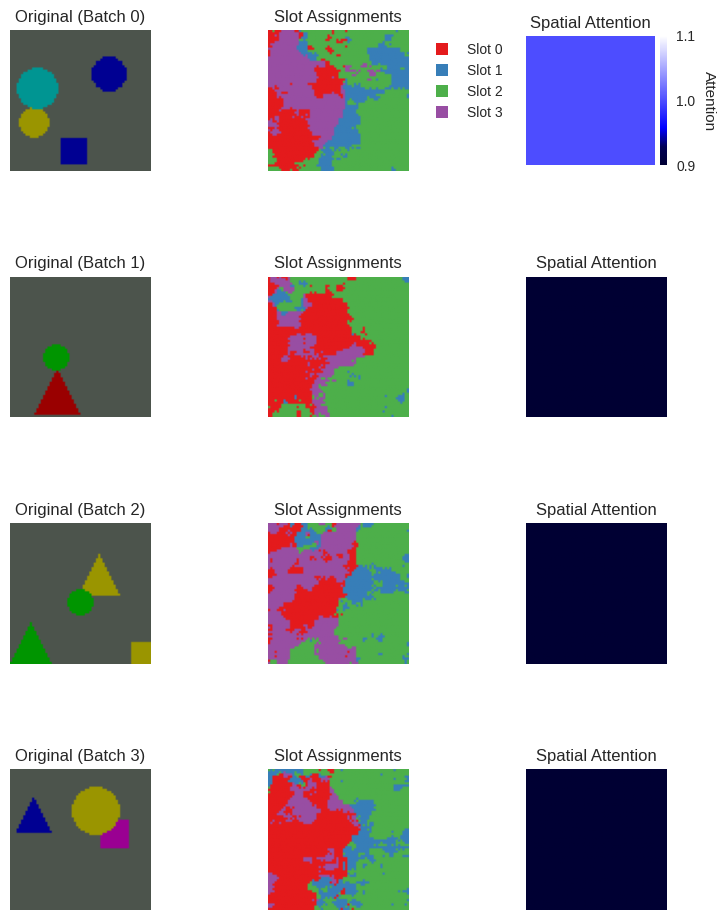 Original (Batch 0)
Slot Assignments
Spatial Attention
Slot 0
Slot 1
Slot 2
Slot 3
1.1
1.0
0.9
Attention
Original (Batch 1)
Slot Assignments
Spatial Attention
Original (Batch 2)
Slot Assignments
Spatial Attention
Original (Batch 3)
Slot Assignments
Spatial Attention